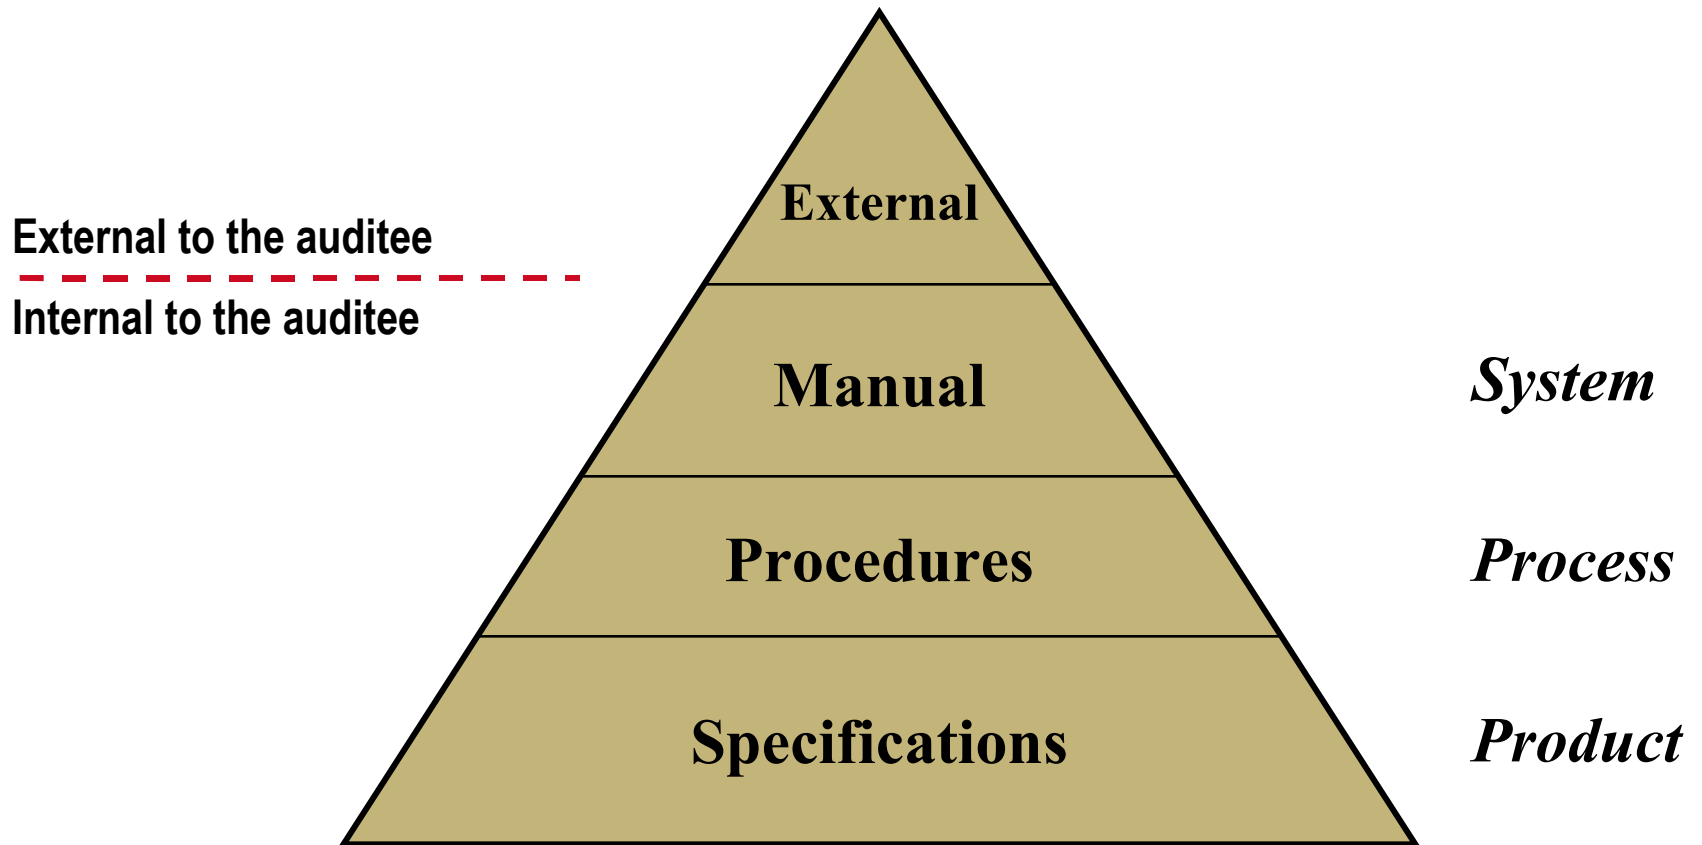 External
External to the auditee
Internal to the auditee
Manual
System
Procedures
Process
Specifications
Product